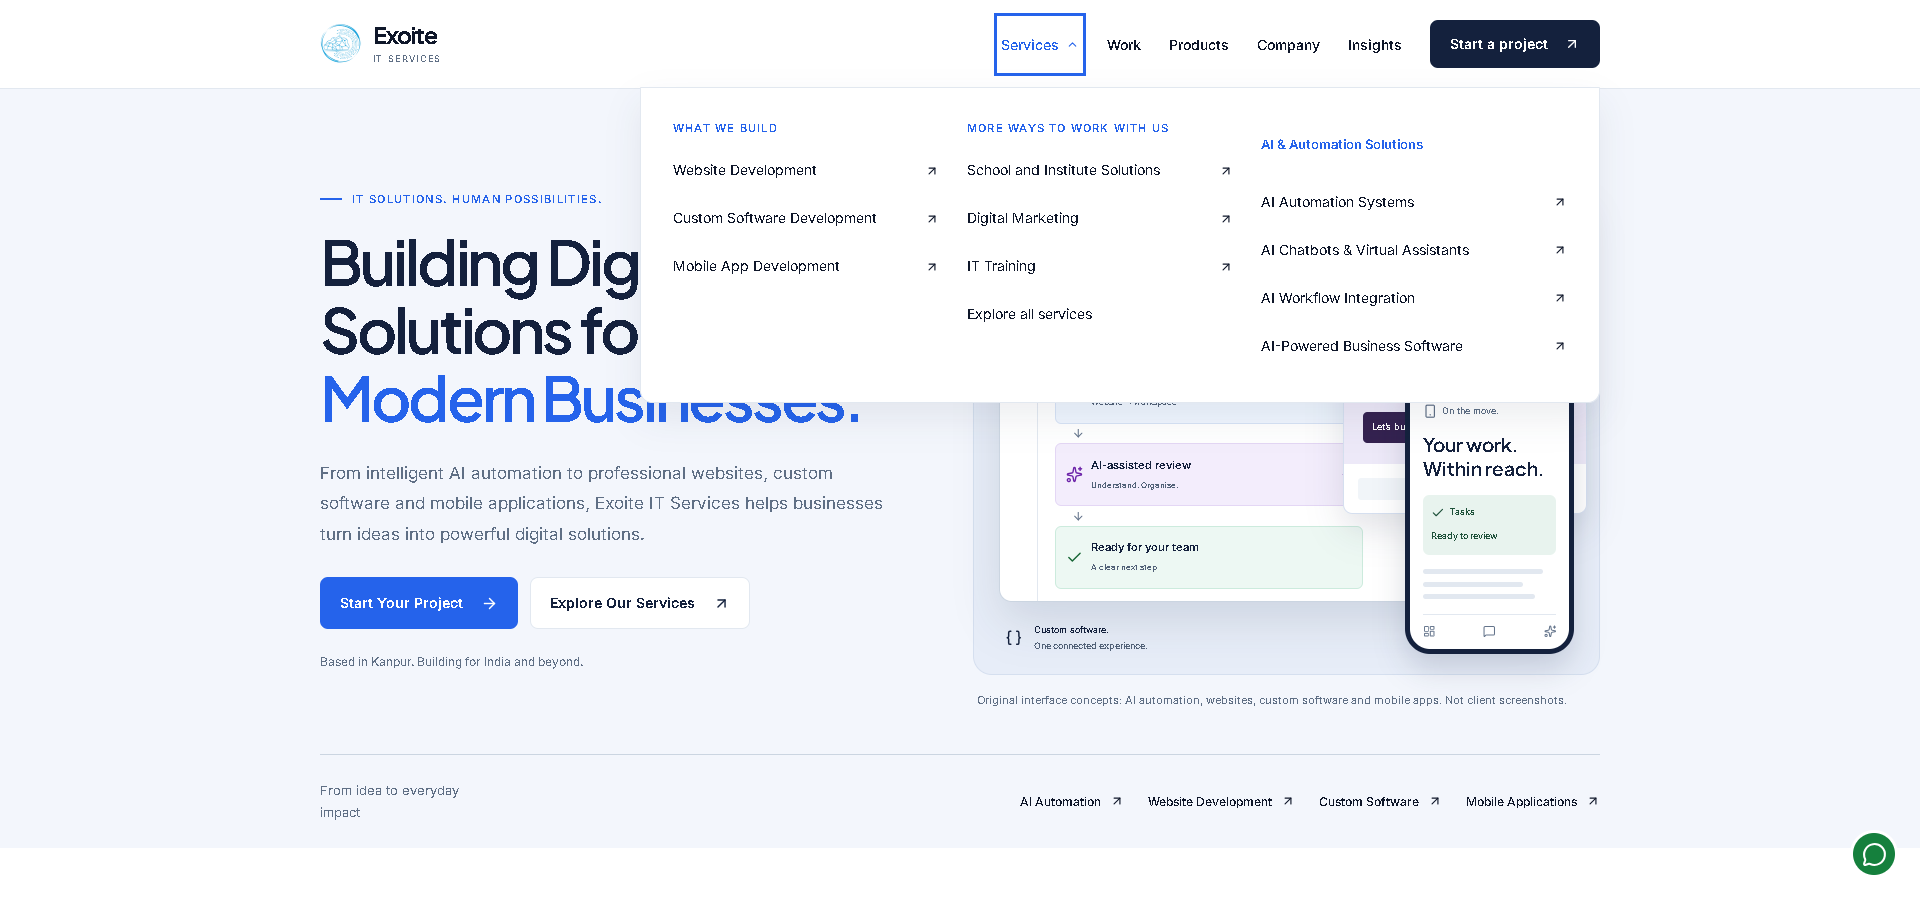 Exoite
IT SERVICES
Services
Work
Products
Company
Insights
Start a project
WHAT WE BUILD
Website Development
Custom Software Development
Mobile App Development
MORE WAYS TO WORK WITH US
School and Institute Solutions
Digital Marketing
IT Training
Explore all services
AI & Automation Solutions
AI Automation Systems
AI Chatbots & Virtual Assistants
AI Workflow Integration
AI-Powered Business Software
IT SOLUTIONS. HUMAN POSSIBILITIES.
Building Dig
Solutions fo
Modern Businesses.
From intelligent AI automation to professional websites, custom
software and mobile applications, Exoite IT Services helps businesses
turn ideas into powerful digital solutions.
Start Your Project
Explore Our Services
Based in Kanpur. Building for India and beyond.
AI-assisted review
Understand. Organise.
Ready for your team
A clear next step
Let's bu
On the move.
Your work.
Within reach.
Tasks
Ready to review
{ }
Custom software.
One connected experience.
Original interface concepts: AI automation, websites, custom software and mobile apps. Not client screenshots.
From idea to everyday
impact
AI Automation
Website Development
Custom Software
Mobile Applications